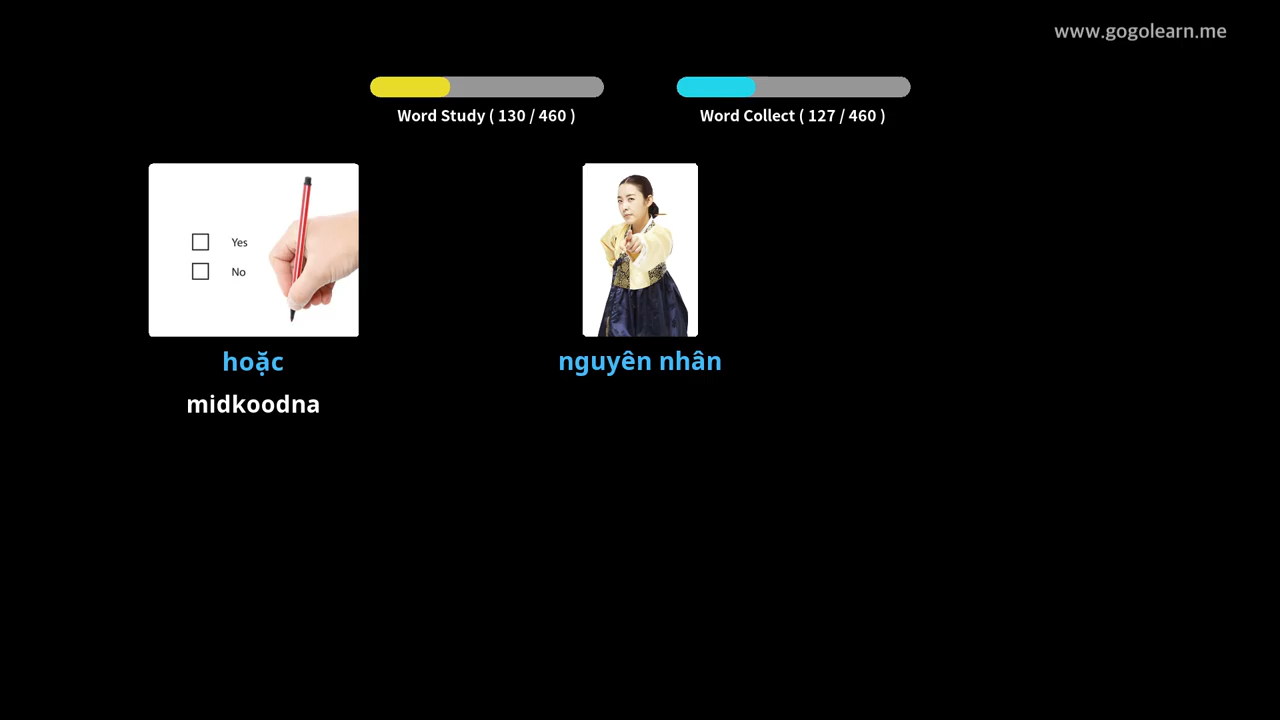 www.gogolearn.me
Word Study ( 130 / 460 )
Word Collect ( 127 / 460 )
Yes
No
hoặc
midkoodna
nguyên nhân